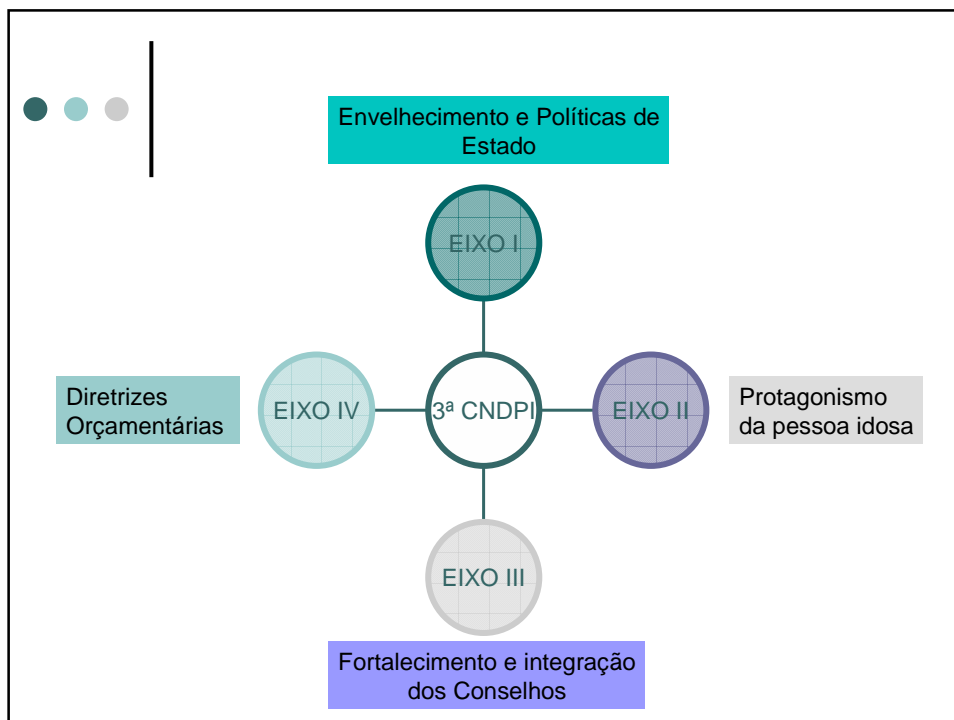 Envelhecimento e Políticas de
Estado
EIXO I
Diretrizes
Orçamentárias
EIXO IV
3ª CNDPI
EIXO II
Protagonismo
da pessoa idosa
EIXO III
Fortalecimento e integração
dos Conselhos